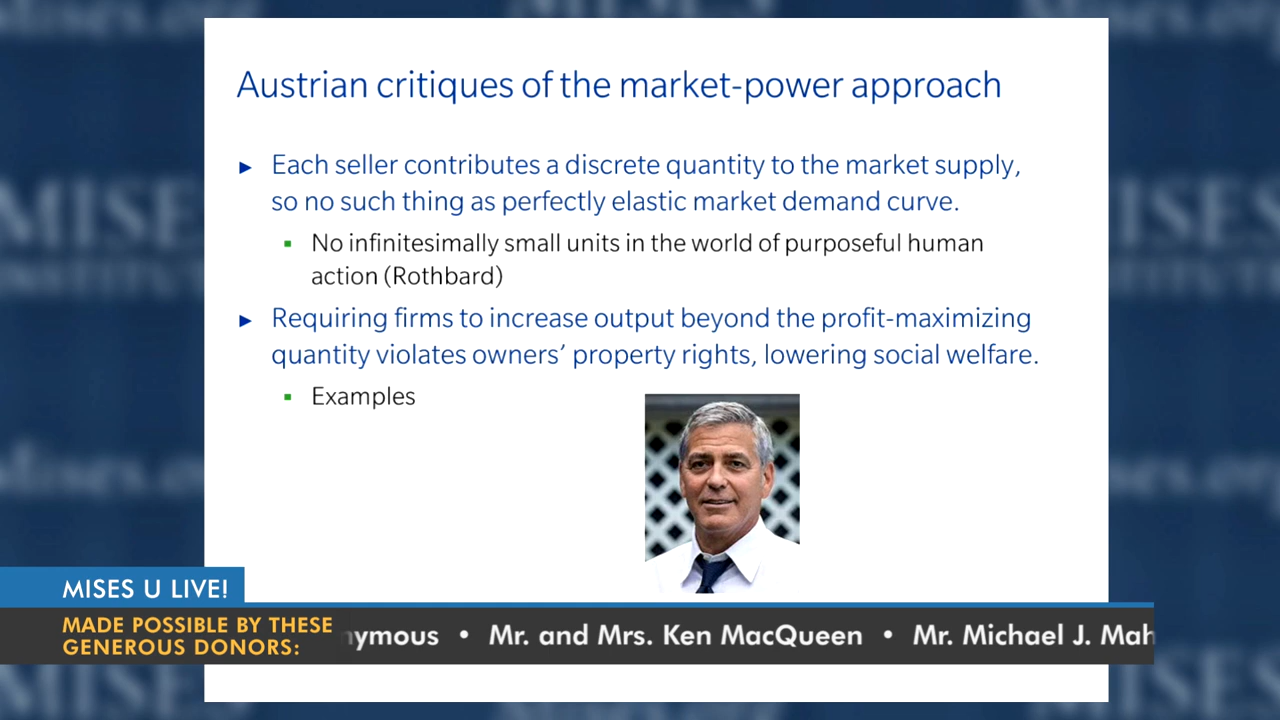 Austrian critiques of the market-power approach
► Each seller contributes a discrete quantity to the market supply,
so no such thing as perfectly elastic market demand curve.
▪ No infinitesimally small units in the world of purposeful human
action (Rothbard)
► Requiring firms to increase output beyond the profit-maximizing
quantity violates owners’ property rights, lowering social welfare.
▪ Examples
MISES U LIVE!
MADE POSSIBLE BY THESE
GENEROUS DONORS:
nymous • Mr. and Mrs. Ken MacQueen • Mr. Michael J. Mah